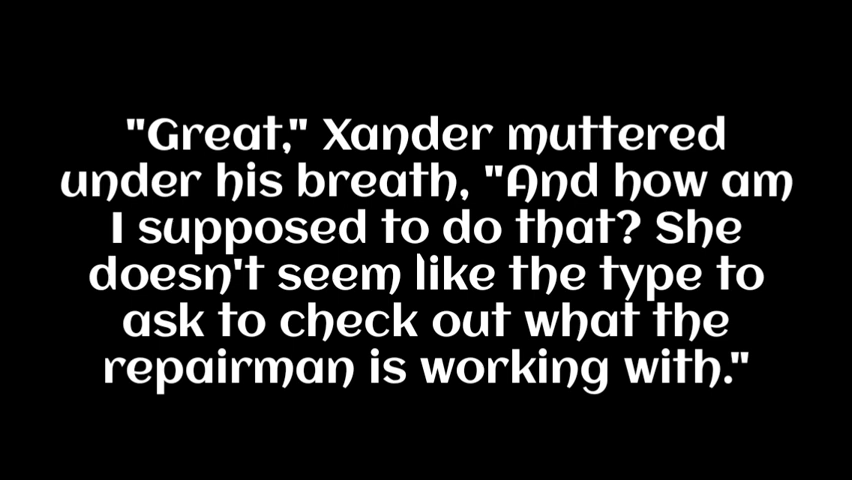 "Great," Xander muttered
under his breath, "And how am
I supposed to do that? She
doesn't seem like the type to
ask to check out what the
repairman is working with."